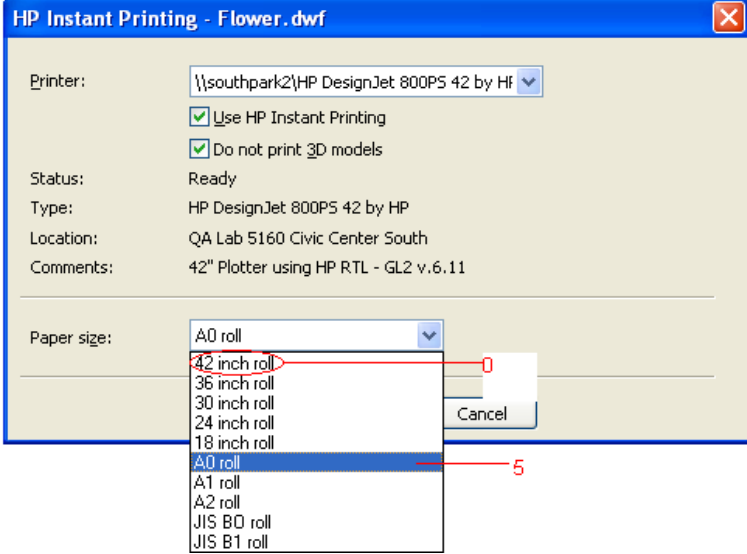 HP Instant Printing - Flower.dwf
Printer: \\southpark2\HP DesignJet 800PS 42 by HP
Use HP Instant Printing
Do not print 3D models
Status: Ready
Type: HP DesignJet 800PS 42 by HP
Location: QA Lab 5160 Civic Center South
Comments: 42" Plotter using HP RTL - GL2 v.6.11
Paper size: A0 roll
42 inch roll 0
36 inch roll
30 inch roll
24 inch roll Cancel
18 inch roll
A0 roll 5
A1 roll
A2 roll
JIS B0 roll
JIS B1 roll